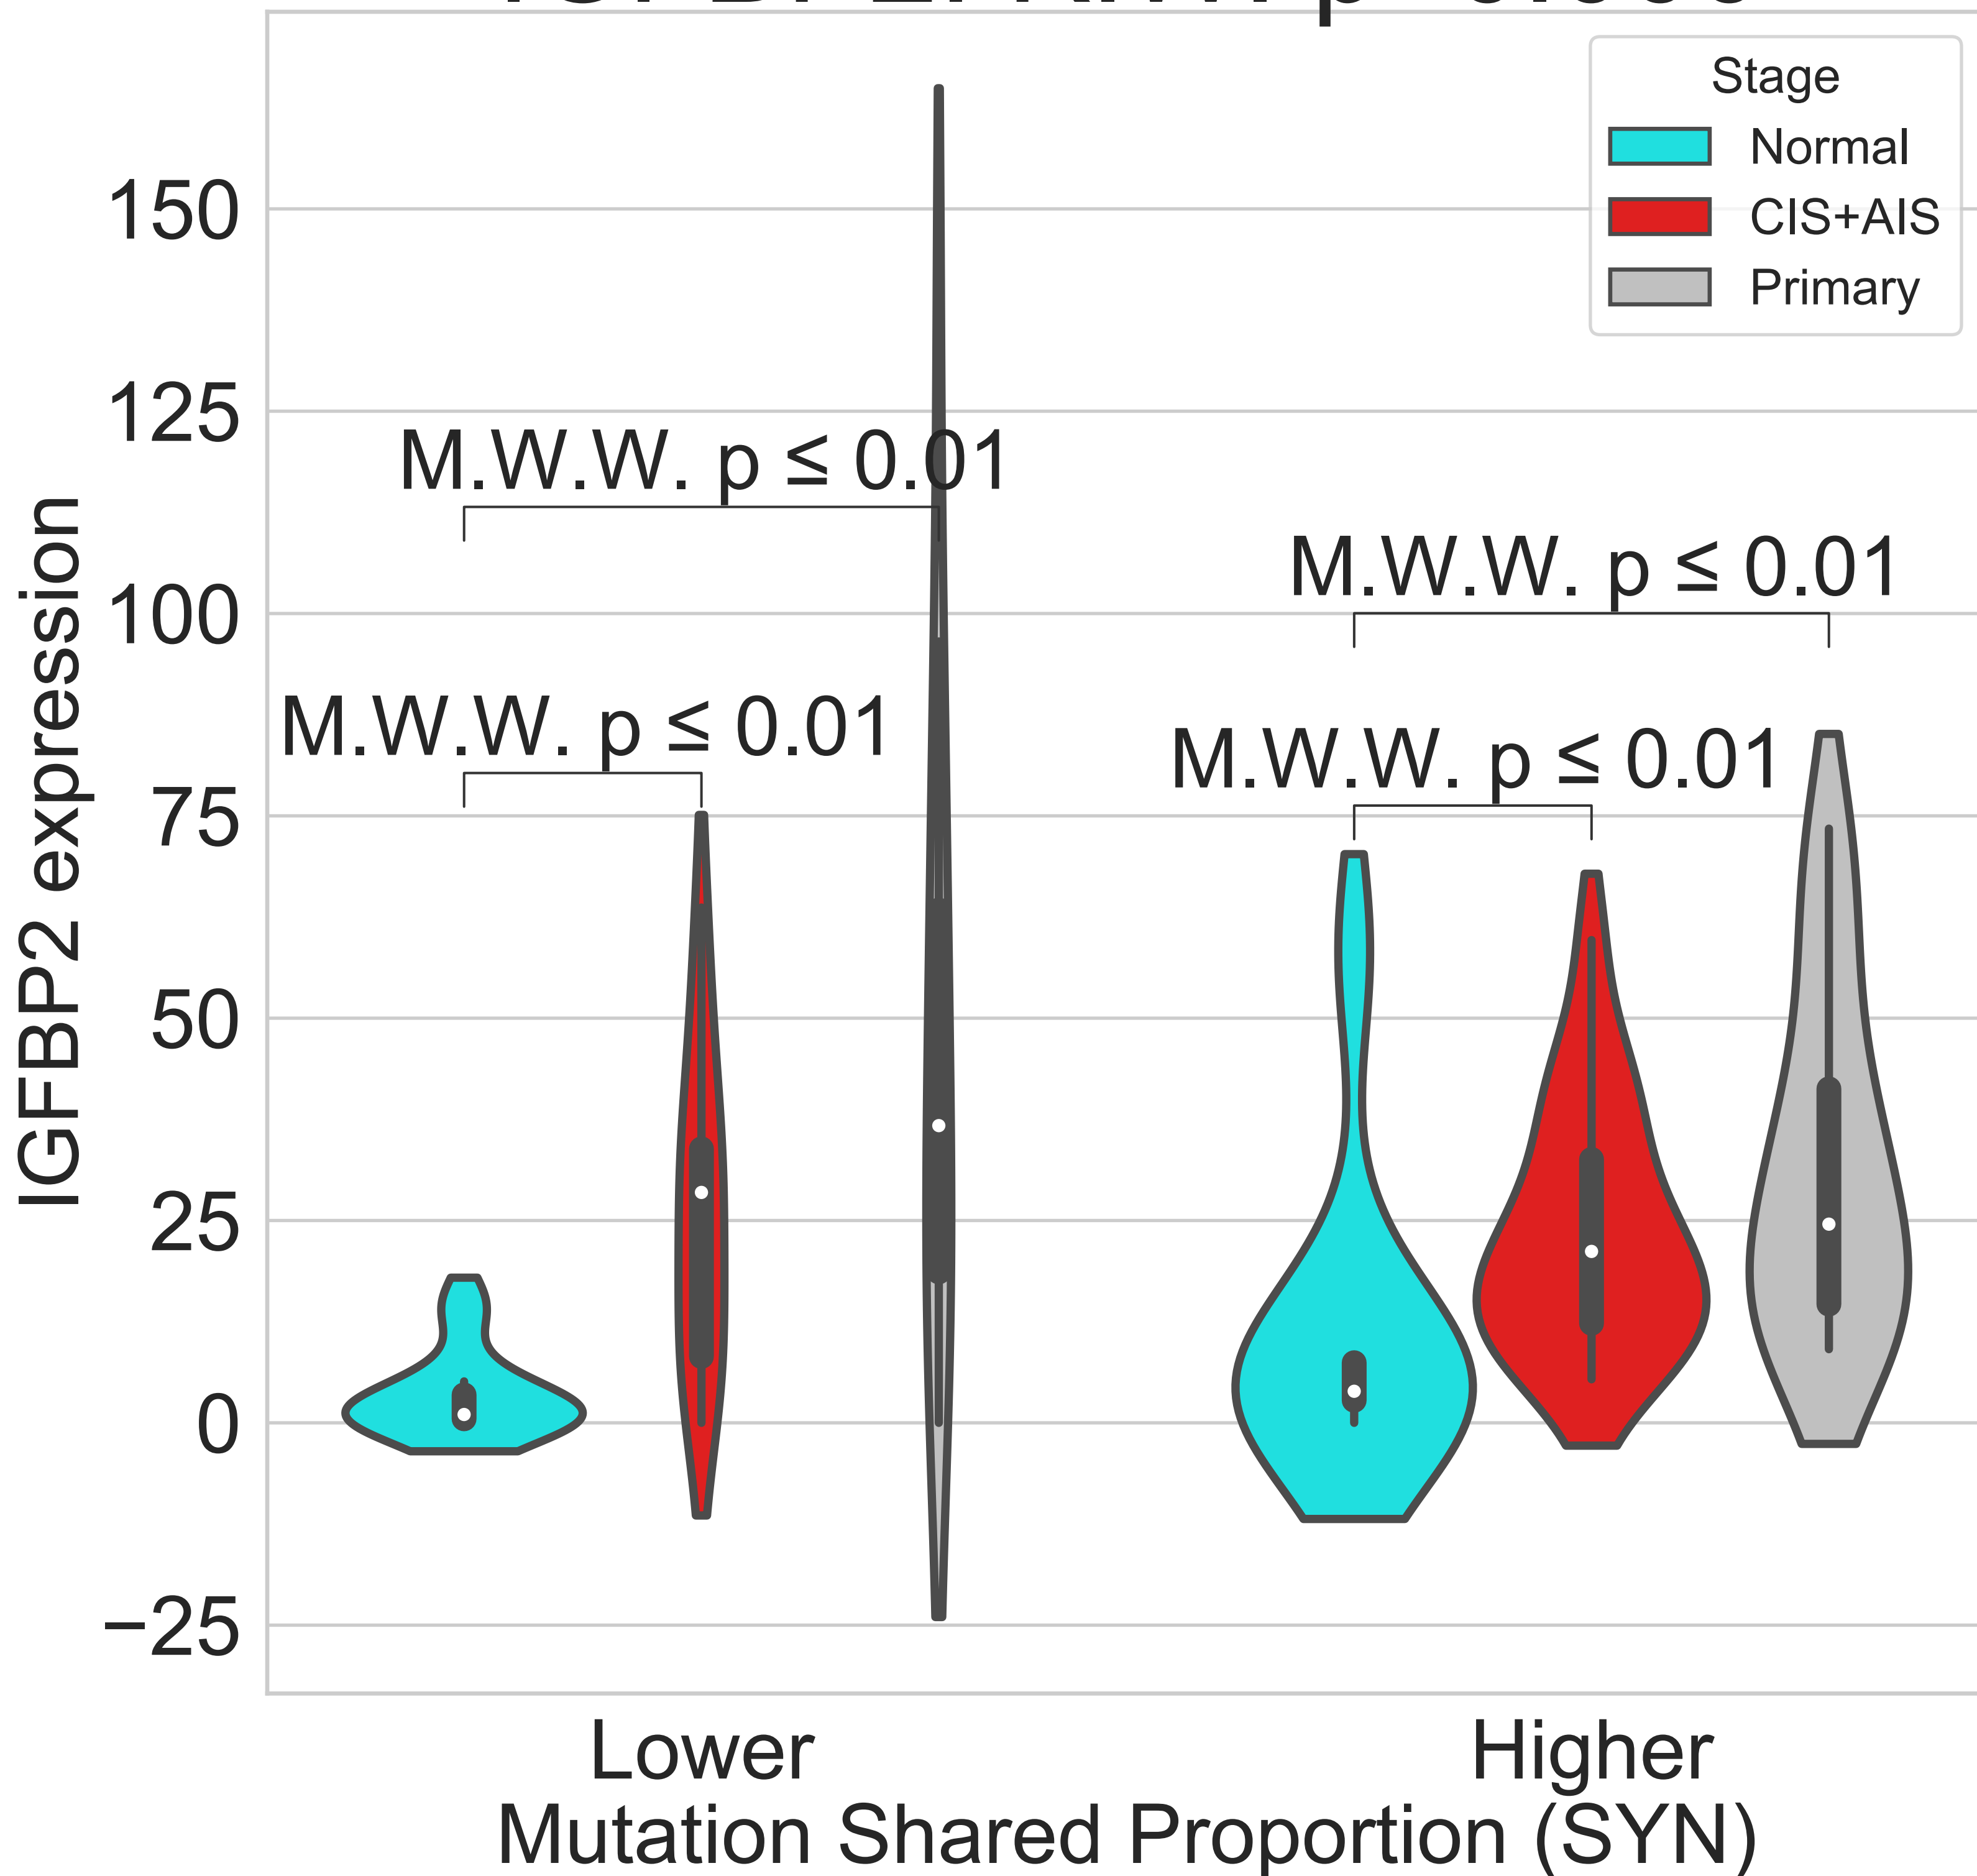 Stage
Normal
CIS+AIS
Primary
150
125
100
75
50
25
0
−25
IGFBP2 expression
M.W.W. p ≤ 0.01
M.W.W. p ≤ 0.01
M.W.W. p ≤ 0.01
M.W.W. p ≤ 0.01
Lower
Higher
Mutation Shared Proportion (SYN)